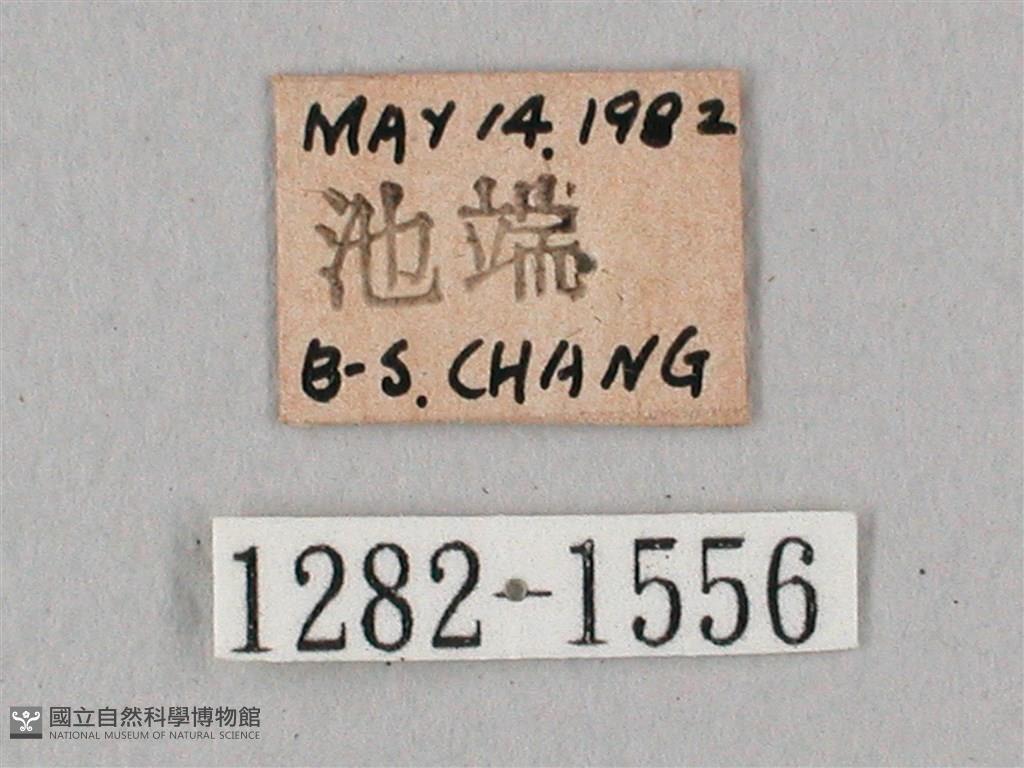 MAY 14. 1982
池端
B-S. CHANG
1282-1556
國立自然科學博物館
NATIONAL MUSEUM OF NATURAL SCIENCE